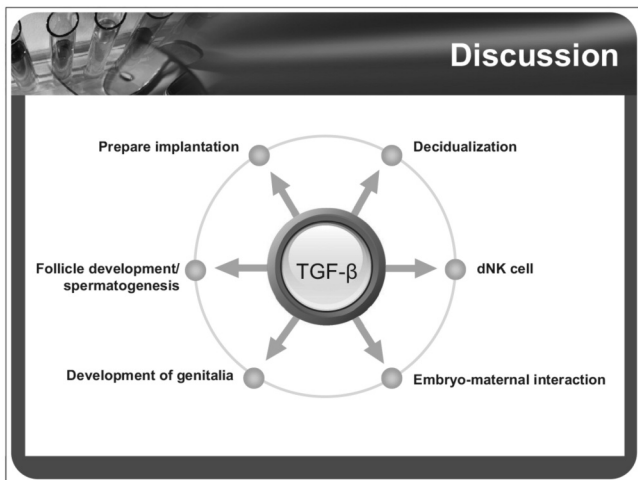 Discussion
Prepare implantation
Decidualization
Follicle development/
spermatogenesis
TGF-β
dNK cell
Development of genitalia
Embryo-maternal interaction